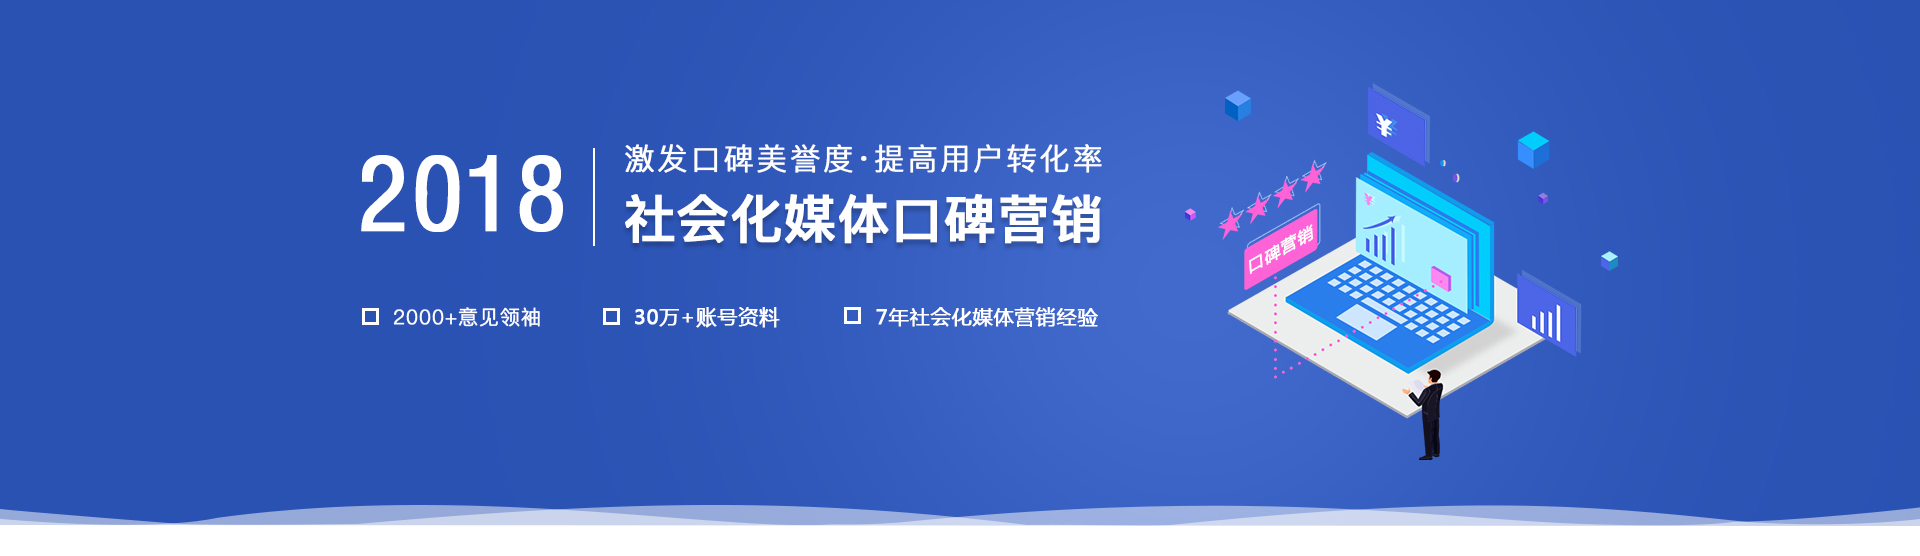 2018
激发口碑美誉度·提高用户转化率
社会化媒体口碑营销
2000+意见领袖
30万+账号资料
7年社会化媒体营销经验
口碑营销
¥
¥